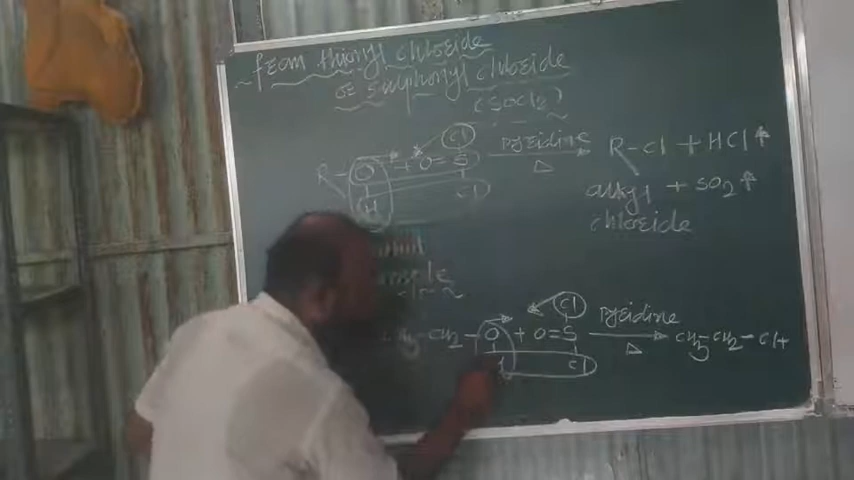 from thionyl chloride
or sulphonyl chloride
(SOCl2)
R-O + O=S Cl pyridine △ R-Cl + HCl ↑
H Cl
alkyl + SO2 ↑
chloride
CH2 -O + O=S Cl pyridine △ CH3-CH2-Cl+
Cl